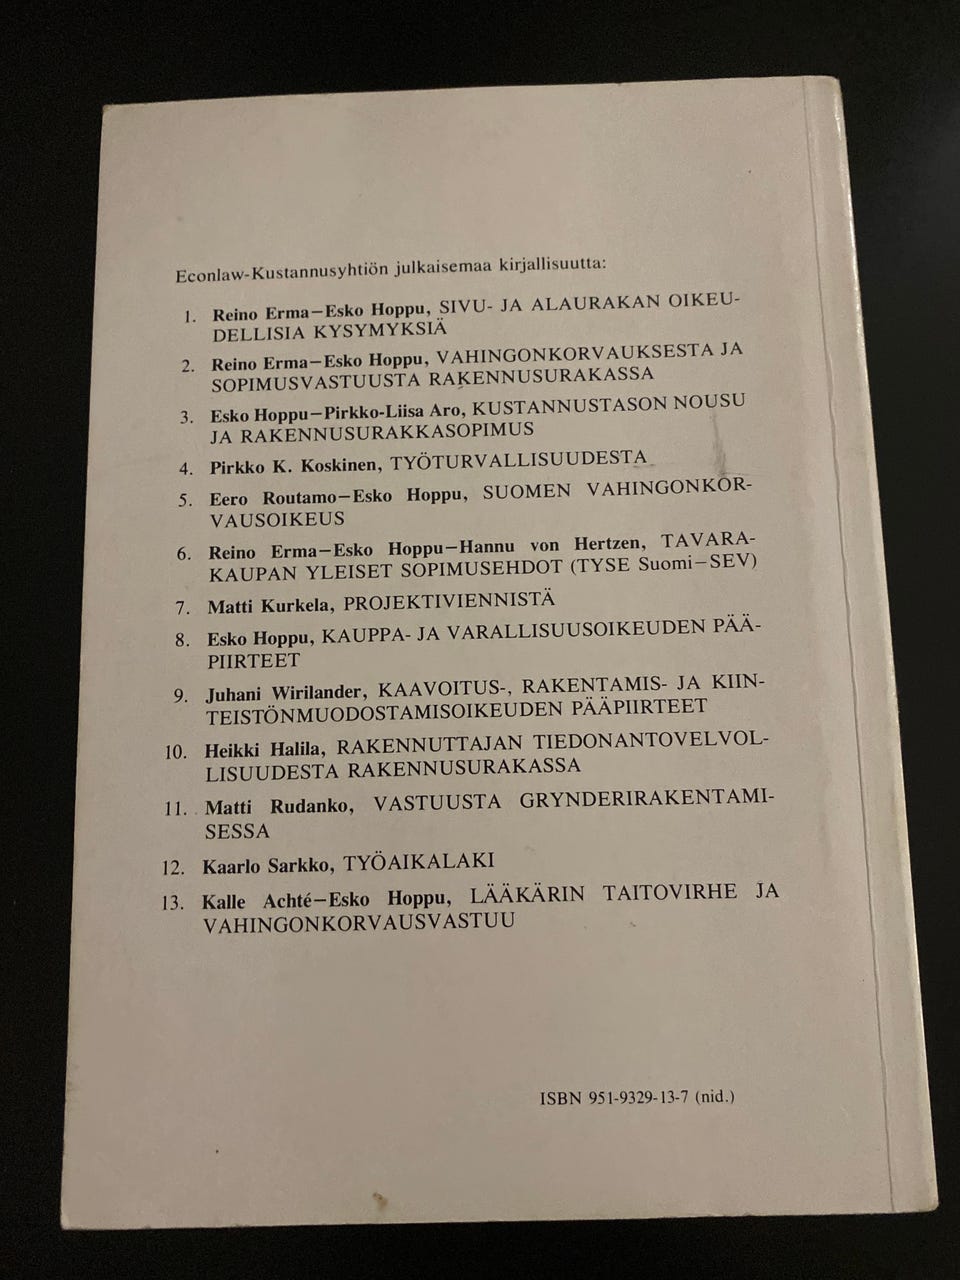 Econlaw-Kustannusyhtiön julkaisemaa kirjallisuutta:
1. Reino Erma—Esko Hoppu, SIVU- JA ALAURAKAN OIKEU-
DELLISIA KYSYMYKSIÄ
2. Reino Erma—Esko Hoppu, VAHINGONKORVAUKSESTA JA
SOPIMUSVASTUUSTA RAKENNUSURAKASSA
3. Esko Hoppu—Pirkko-Liisa Aro, KUSTANNUSTASON NOUSU
JA RAKENNUSURAKKASOPIMUS
4. Pirkko K. Koskinen, TYÖTURVALLISUUDESTA
5. Eero Routamo—Esko Hoppu, SUOMEN VAHINGONKOR-
VAUSOIKEUS
6. Reino Erma—Esko Hoppu—Hannu von Hertzen, TAVARA-
KAUPAN YLEISET SOPIMUSEHDOT (TYSE Suomi—SEV)
7. Matti Kurkela, PROJEKTIVIENNISTÄ
8. Esko Hoppu, KAUPPA- JA VARALLISUUSOIKEUDEN PÄÄ-
PIIRTEET
9. Juhani Wirilander, KAAVOITUS-, RAKENTAMIS- JA KIIN-
TEISTÖNMUODOSTAMISOIKEUDEN PÄÄPIIRTEET
10. Heikki Halila, RAKENNUTTAJAN TIEDONANTOVELVOL-
LISUUDESTA RAKENNUSURAKASSA
11. Matti Rudanko, VASTUUSTA GRYNDERIRAKENTAMI-
SESSA
12. Kaarlo Sarkko, TYÖAIKALAKI
13. Kalle Achté—Esko Hoppu, LÄÄKÄRIN TAITOVIRHE JA
VAHINGONKORVAUSVASTUU
ISBN 951-9329-13-7 (nid.)